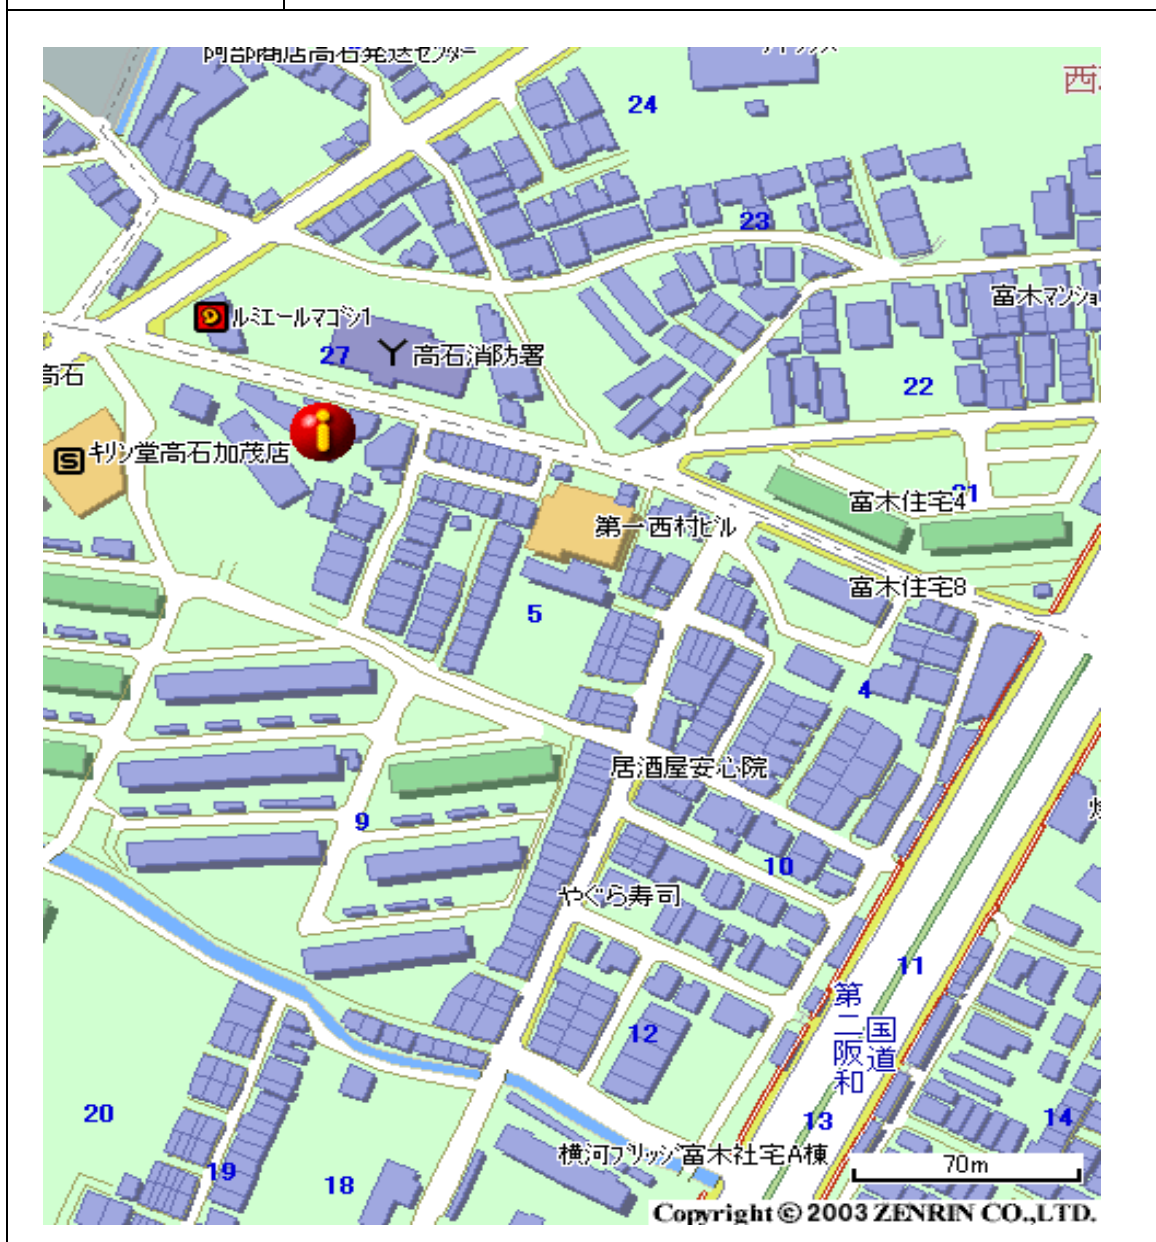 阿部商店高石発送センター
24
西
23
富木マンショ
ルミエールマゴシ1
27
高石消防署
22
高石
キリン堂高石加茂店
富木住宅4
21
第一西村ビル
富木住宅8
5
4
居酒屋安心院
9
10
やぐら寿司
11
第二阪和
国道
12
20
13
14
横河ブリッジ富木社宅A棟
19
18
70m
Copyright © 2003 ZENRIN CO.,LTD.